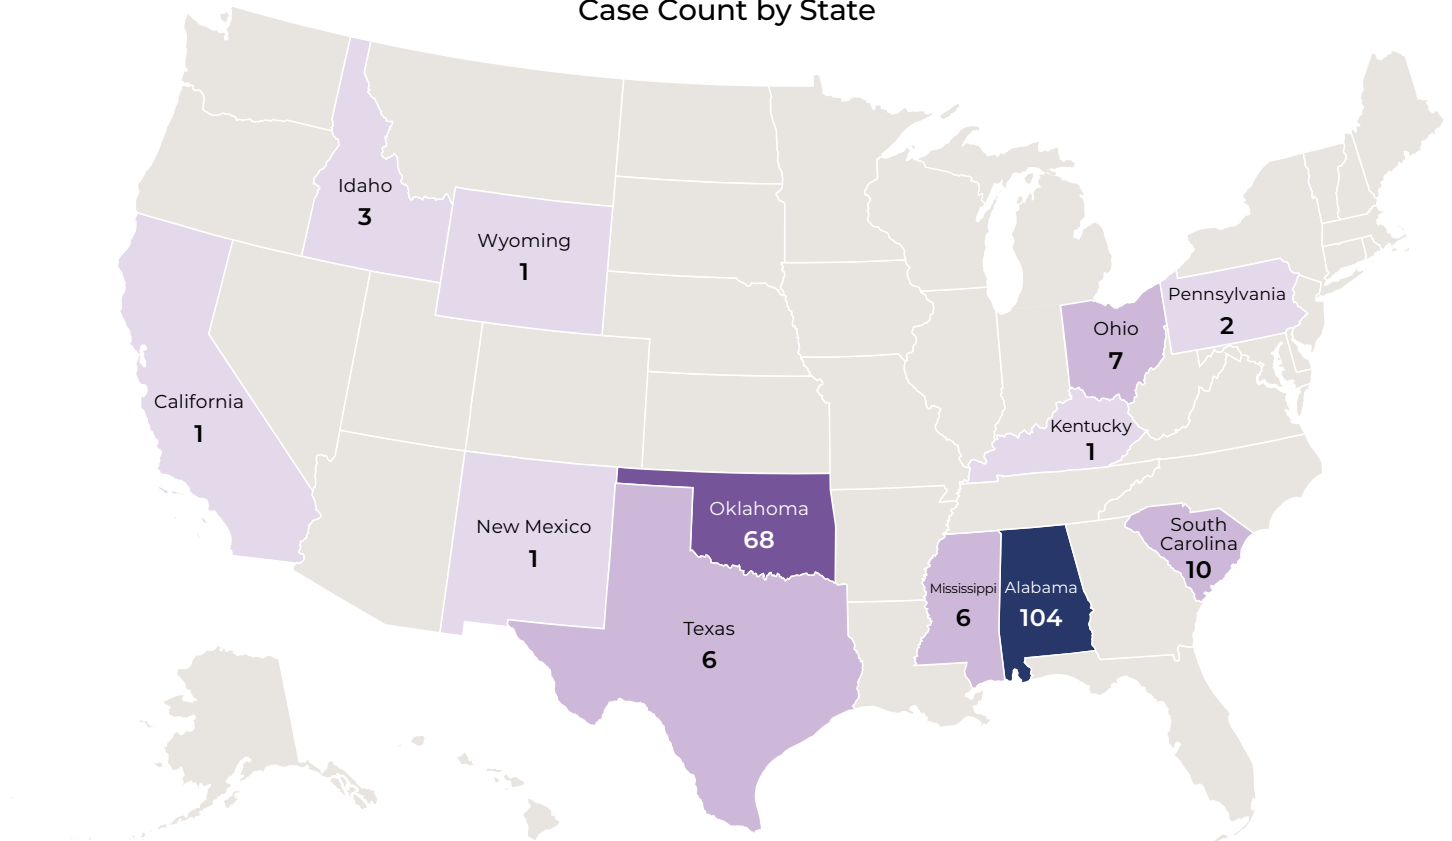 Case Count by State
Idaho
3
Wyoming
1
Pennsylvania
2
Ohio
7
California
1
Kentucky
1
New Mexico
1
Oklahoma
68
South
Carolina
10
Mississippi
6
Alabama
104
Texas
6